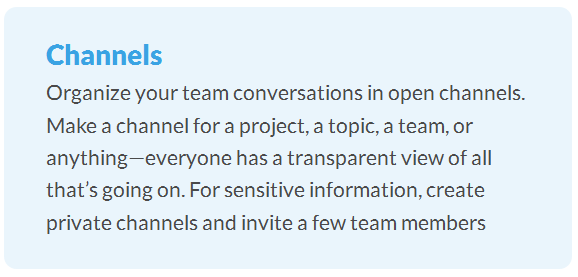 Channels
Organize your team conversations in open channels.
Make a channel for a project, a topic, a team, or
anything—everyone has a transparent view of all
that’s going on. For sensitive information, create
private channels and invite a few team members